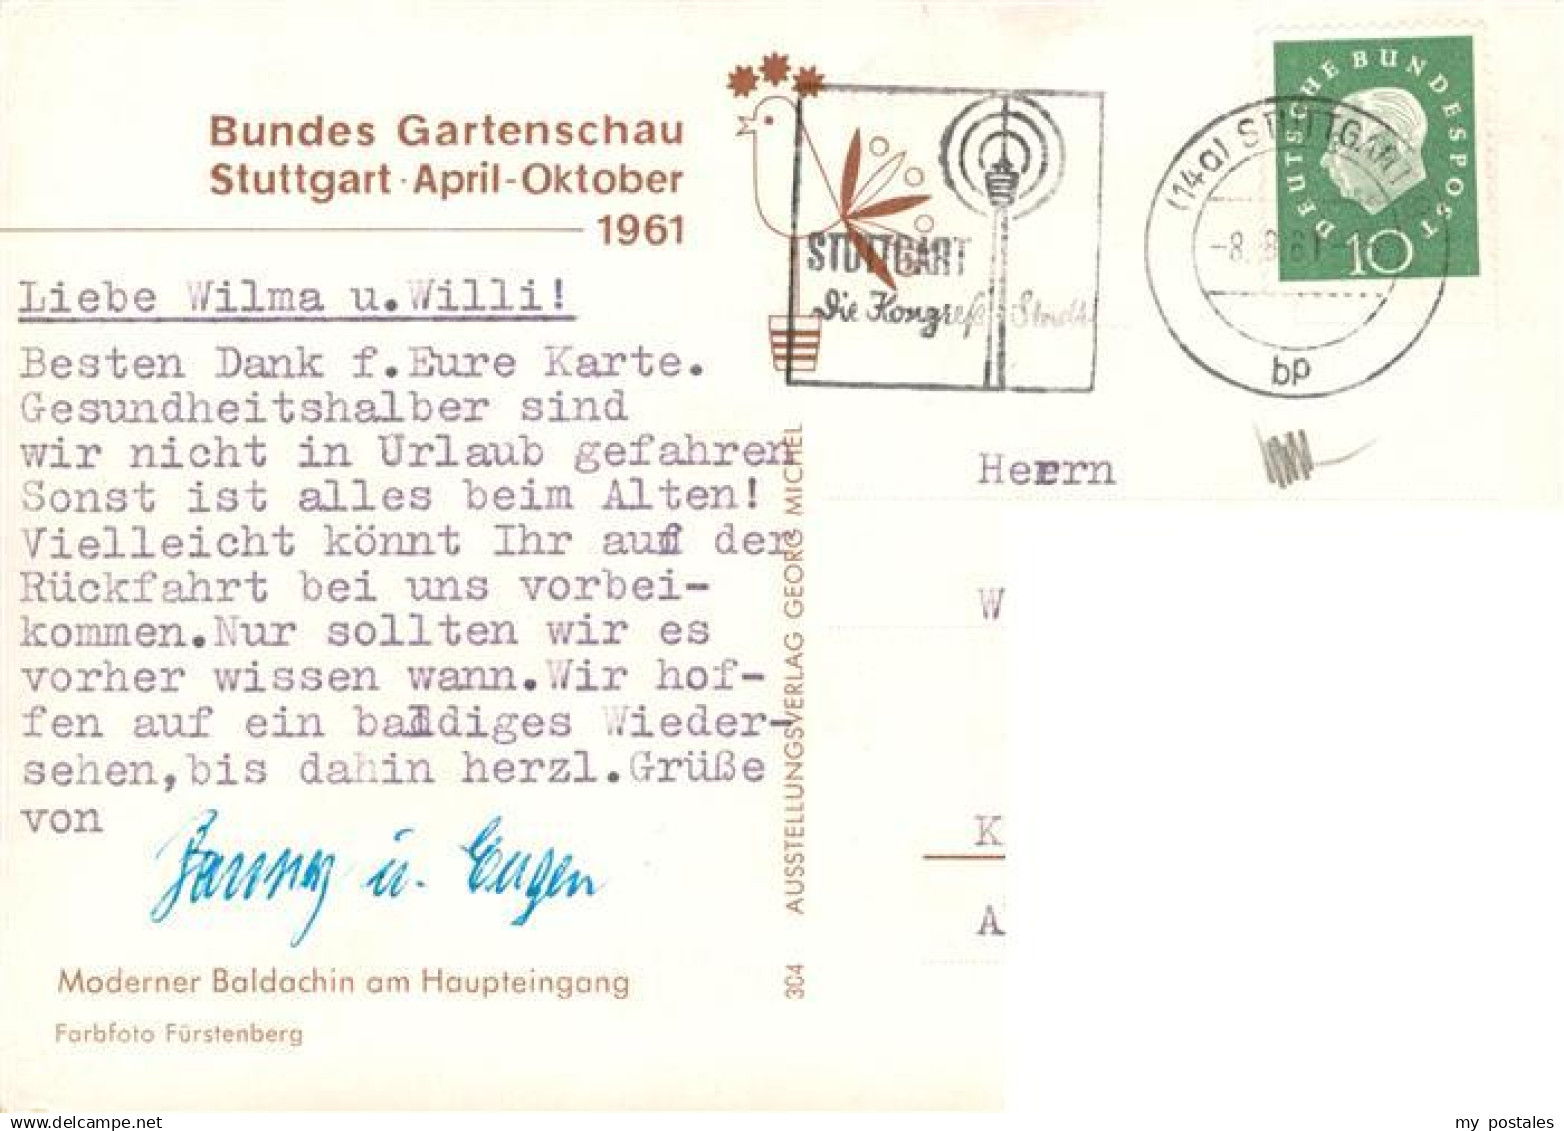 Bundes Gartenschau
Stuttgart · April-Oktober
1961
Liebe Wilma u.Willi!
Besten Dank f.Eure Karte.
Gesundheitshalber sind
wir nicht in Urlaub gefahren
Sonst ist alles beim Alten!
Vielleicht könnt Ihr auf der
Rückfahrt bei uns vorbei-
kommen.Nur sollten wir es
vorher wissen wann.Wir hof-
fen auf ein baldiges Wieder-
sehen,bis dahin herzl.Grüße
von
u. Eugen
Moderner Baldachin am Haupteingang
Farbfoto Fürstenberg
304 AUSSTELLUNGSVERLAG GEORG MICHEL
STUTTGART
Die Kongreß-Stadt
(14a) STUTTGART
-8. 8.61-
bp
DEUTSCHE BUNDESPOST
10
Herrn
W
K
A
my postales